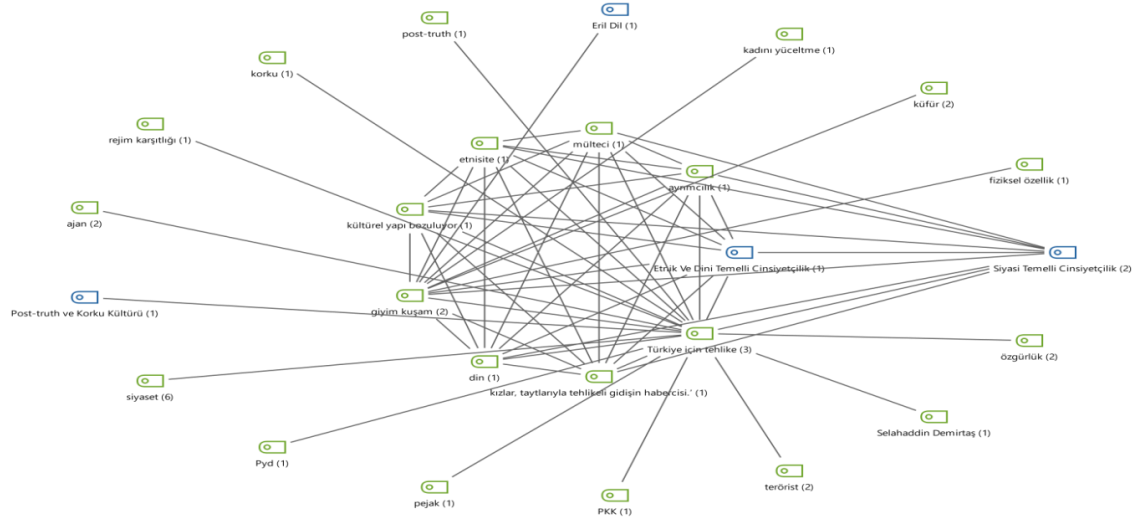 post-truth (1)
Eril Dil (1)
kadını yüceltme (1)
korku (1)
küfür (2)
rejim karşıtlığı (1)
etnisite (1)
mülteci (1)
ayrımcılık (1)
fiziksel özellik (1)
ajan (2)
kültürel yapı bozuluyor (1)
Etnik Ve Dini Temelli Cinsiyetçilik (1)
Siyasi Temelli Cinsiyetçilik (2)
Post-truth ve Korku Kültürü (1)
giyim kuşam (2)
Türkiye için tehlike (3)
özgürlük (2)
din (1)
siyaset (6)
kızlar, taytlarıyla tehlikeli gidişin habercisi.' (1)
Selahaddin Demirtaş (1)
Pyd (1)
terörist (2)
pejak (1)
PKK (1)